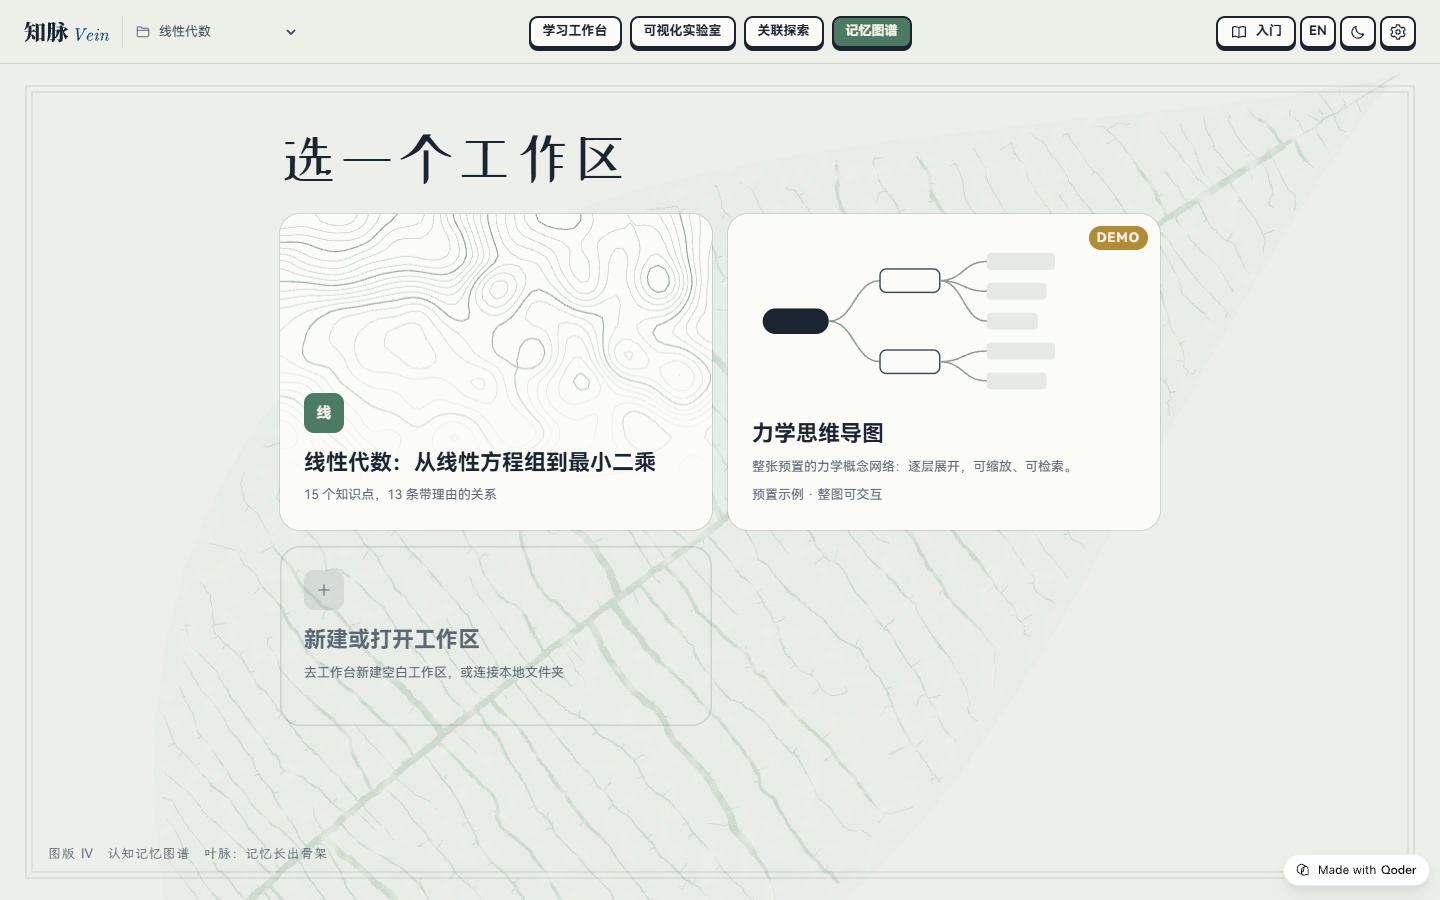 知脉 Vein
线性代数
学习工作台
可视化实验室
关联探索
记忆图谱
入门
EN
选一个工作区
DEMO
线
线性代数：从线性方程组到最小二乘
15 个知识点，13 条带理由的关系
力学思维导图
整张预置的力学概念网络：逐层展开，可缩放、可检索。
预置示例 · 整图可交互
新建或打开工作区
去工作台新建空白工作区，或连接本地文件夹
图版 IV 认知记忆图谱 叶脉：记忆长出骨架
Made with Qoder